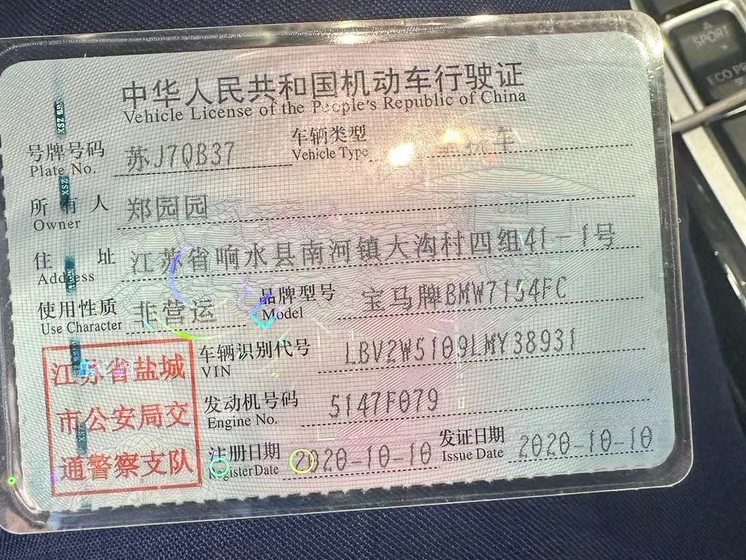 SPORT
ECO PR
中华人民共和国机动车行驶证
Vehicle License of the People's Republic of China
号牌号码 苏J7QB37 车辆类型 车
Plate No. Vehicle Type
所有人 郑园园
Owner
住址 江苏省响水县南河镇大沟村四组41-1号
Address
使用性质 非营运 品牌型号 宝马牌BMW7154FC
Use Character Model
江苏省盐城 车辆识别代号 LBV2W5109LMY38931
VIN
市公安局交 发动机号码 5147F079
Engine No.
通警察支队 注册日期 2020-10-10 发证日期 2020-10-10
Register Date Issue Date